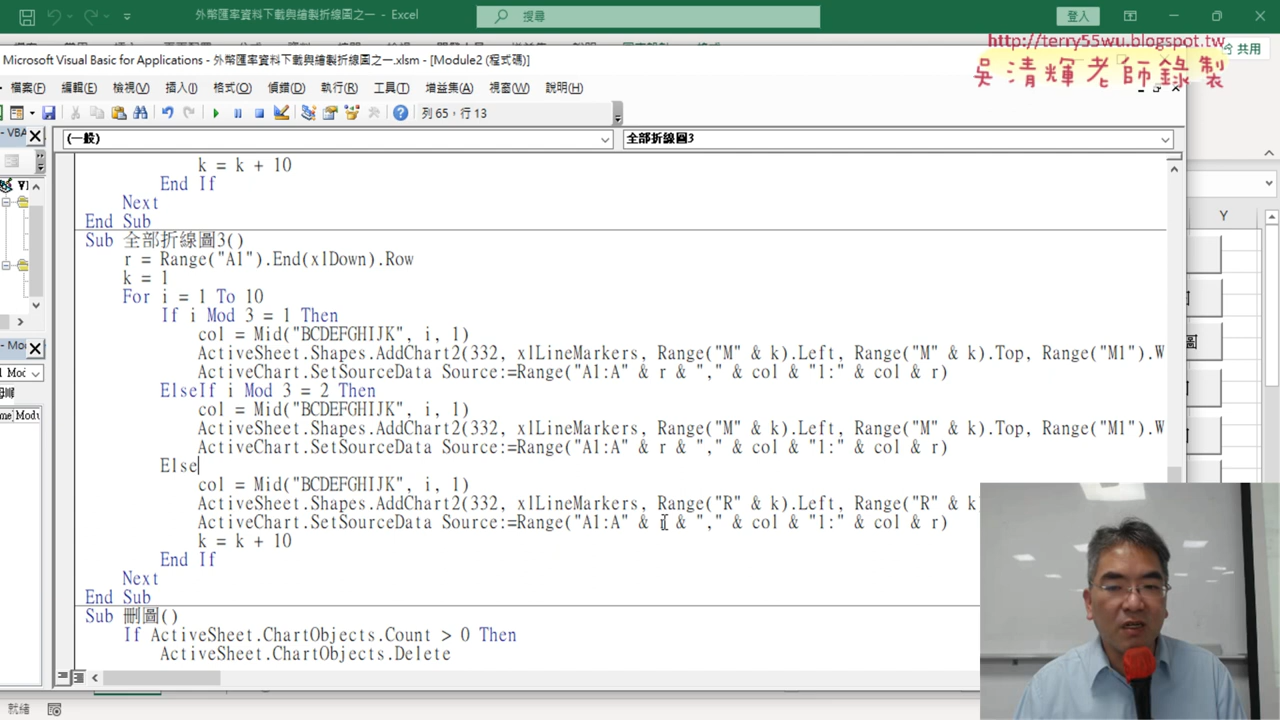 外幣匯率資料下載與繪製折線圖之一 - Excel
搜尋
登入
http://terry55wu.blogspot.tw
吳清輝老師錄製
共用
Microsoft Visual Basic for Applications - 外幣匯率資料下載與繪製折線圖之一.xlsm - [Module2 (程式碼)]
檔案(F) 編輯(E) 檢視(V) 插入(I) 格式(O) 偵錯(D) 執行(R) 工具(T) 增益集(A) 視窗(W) 說明(H)
列 65，行 13
(一般)
全部折線圖3
k = k + 10
End If
Next
End Sub
Sub 全部折線圖3()
r = Range("A1").End(xlDown).Row
k = 1
For i = 1 To 10
If i Mod 3 = 1 Then
col = Mid("BCDEFGHIJK", i, 1)
ActiveSheet.Shapes.AddChart2(332, xlLineMarkers, Range("M" & k).Left, Range("M" & k).Top, Range("M1").W
ActiveChart.SetSourceData Source:=Range("A1:A" & r & "," & col & "1:" & col & r)
ElseIf i Mod 3 = 2 Then
col = Mid("BCDEFGHIJK", i, 1)
ActiveSheet.Shapes.AddChart2(332, xlLineMarkers, Range("M" & k).Left, Range("M" & k).Top, Range("M1").W
ActiveChart.SetSourceData Source:=Range("A1:A" & r & "," & col & "1:" & col & r)
Else
col = Mid("BCDEFGHIJK", i, 1)
ActiveSheet.Shapes.AddChart2(332, xlLineMarkers, Range("R" & k).Left, Range("R" & k
ActiveChart.SetSourceData Source:=Range("A1:A" & r & "," & col & "1:" & col & r)
k = k + 10
End If
Next
End Sub
Sub 刪圖()
If ActiveSheet.ChartObjects.Count > 0 Then
ActiveSheet.ChartObjects.Delete
Y
圖
就緒